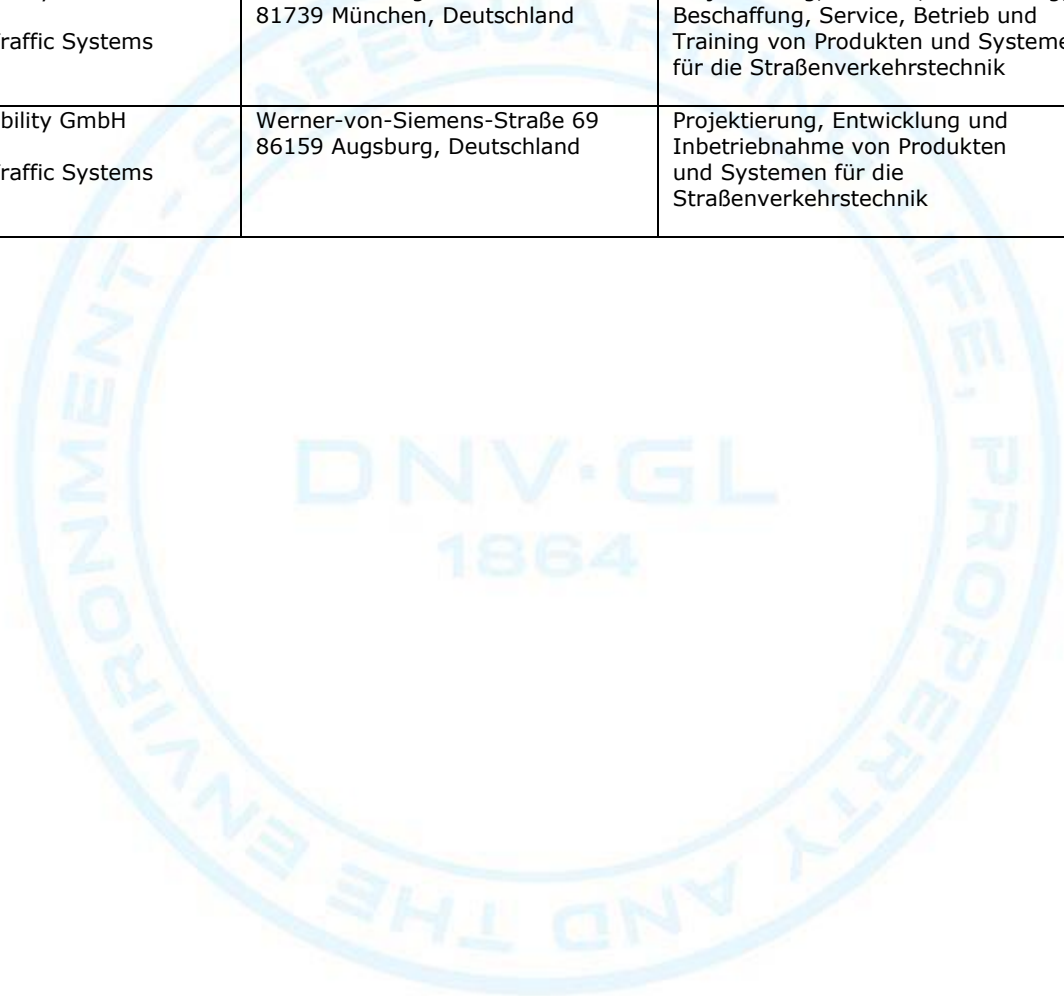 81739 München, Deutschland
Beschaffung, Service, Betrieb und
raffic Systems
Training von Produkten und Systeme
für die Straßenverkehrstechnik
bility GmbH
Werner-von-Siemens-Straße 69
Projektierung, Entwicklung und
86159 Augsburg, Deutschland
Inbetriebnahme von Produkten
raffic Systems
und Systemen für die
Straßenverkehrstechnik
SAFEGUARDING LIFE, PROPERTY AND THE ENVIRONMENT
DNV·GL
1864